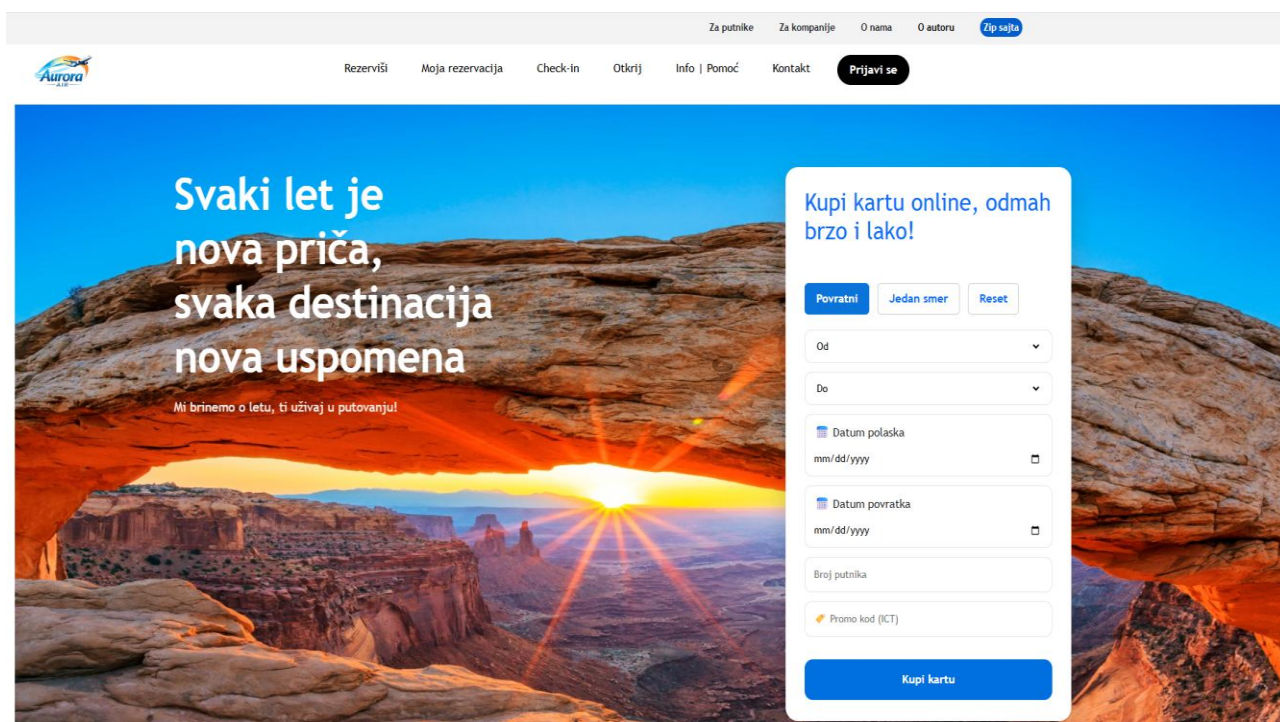 Za putnike
Za kompanije
O nama
O autoru
Zip sajta
Aurora
AIR
Rezerviši
Moja rezervacija
Check-in
Otkrij
Info | Pomoć
Kontakt
Prijavi se
Svaki let je
nova priča,
svaka destinacija
nova uspomena
Mi brinemo o letu, ti uživaj u putovanju!
Kupi kartu online, odmah
brzo i lako!
Povratni
Jedan smer
Reset
Od
Do
Datum polaska
mm/dd/yyyy
Datum povratka
mm/dd/yyyy
Broj putnika
Promo kod (ICT)
Kupi kartu